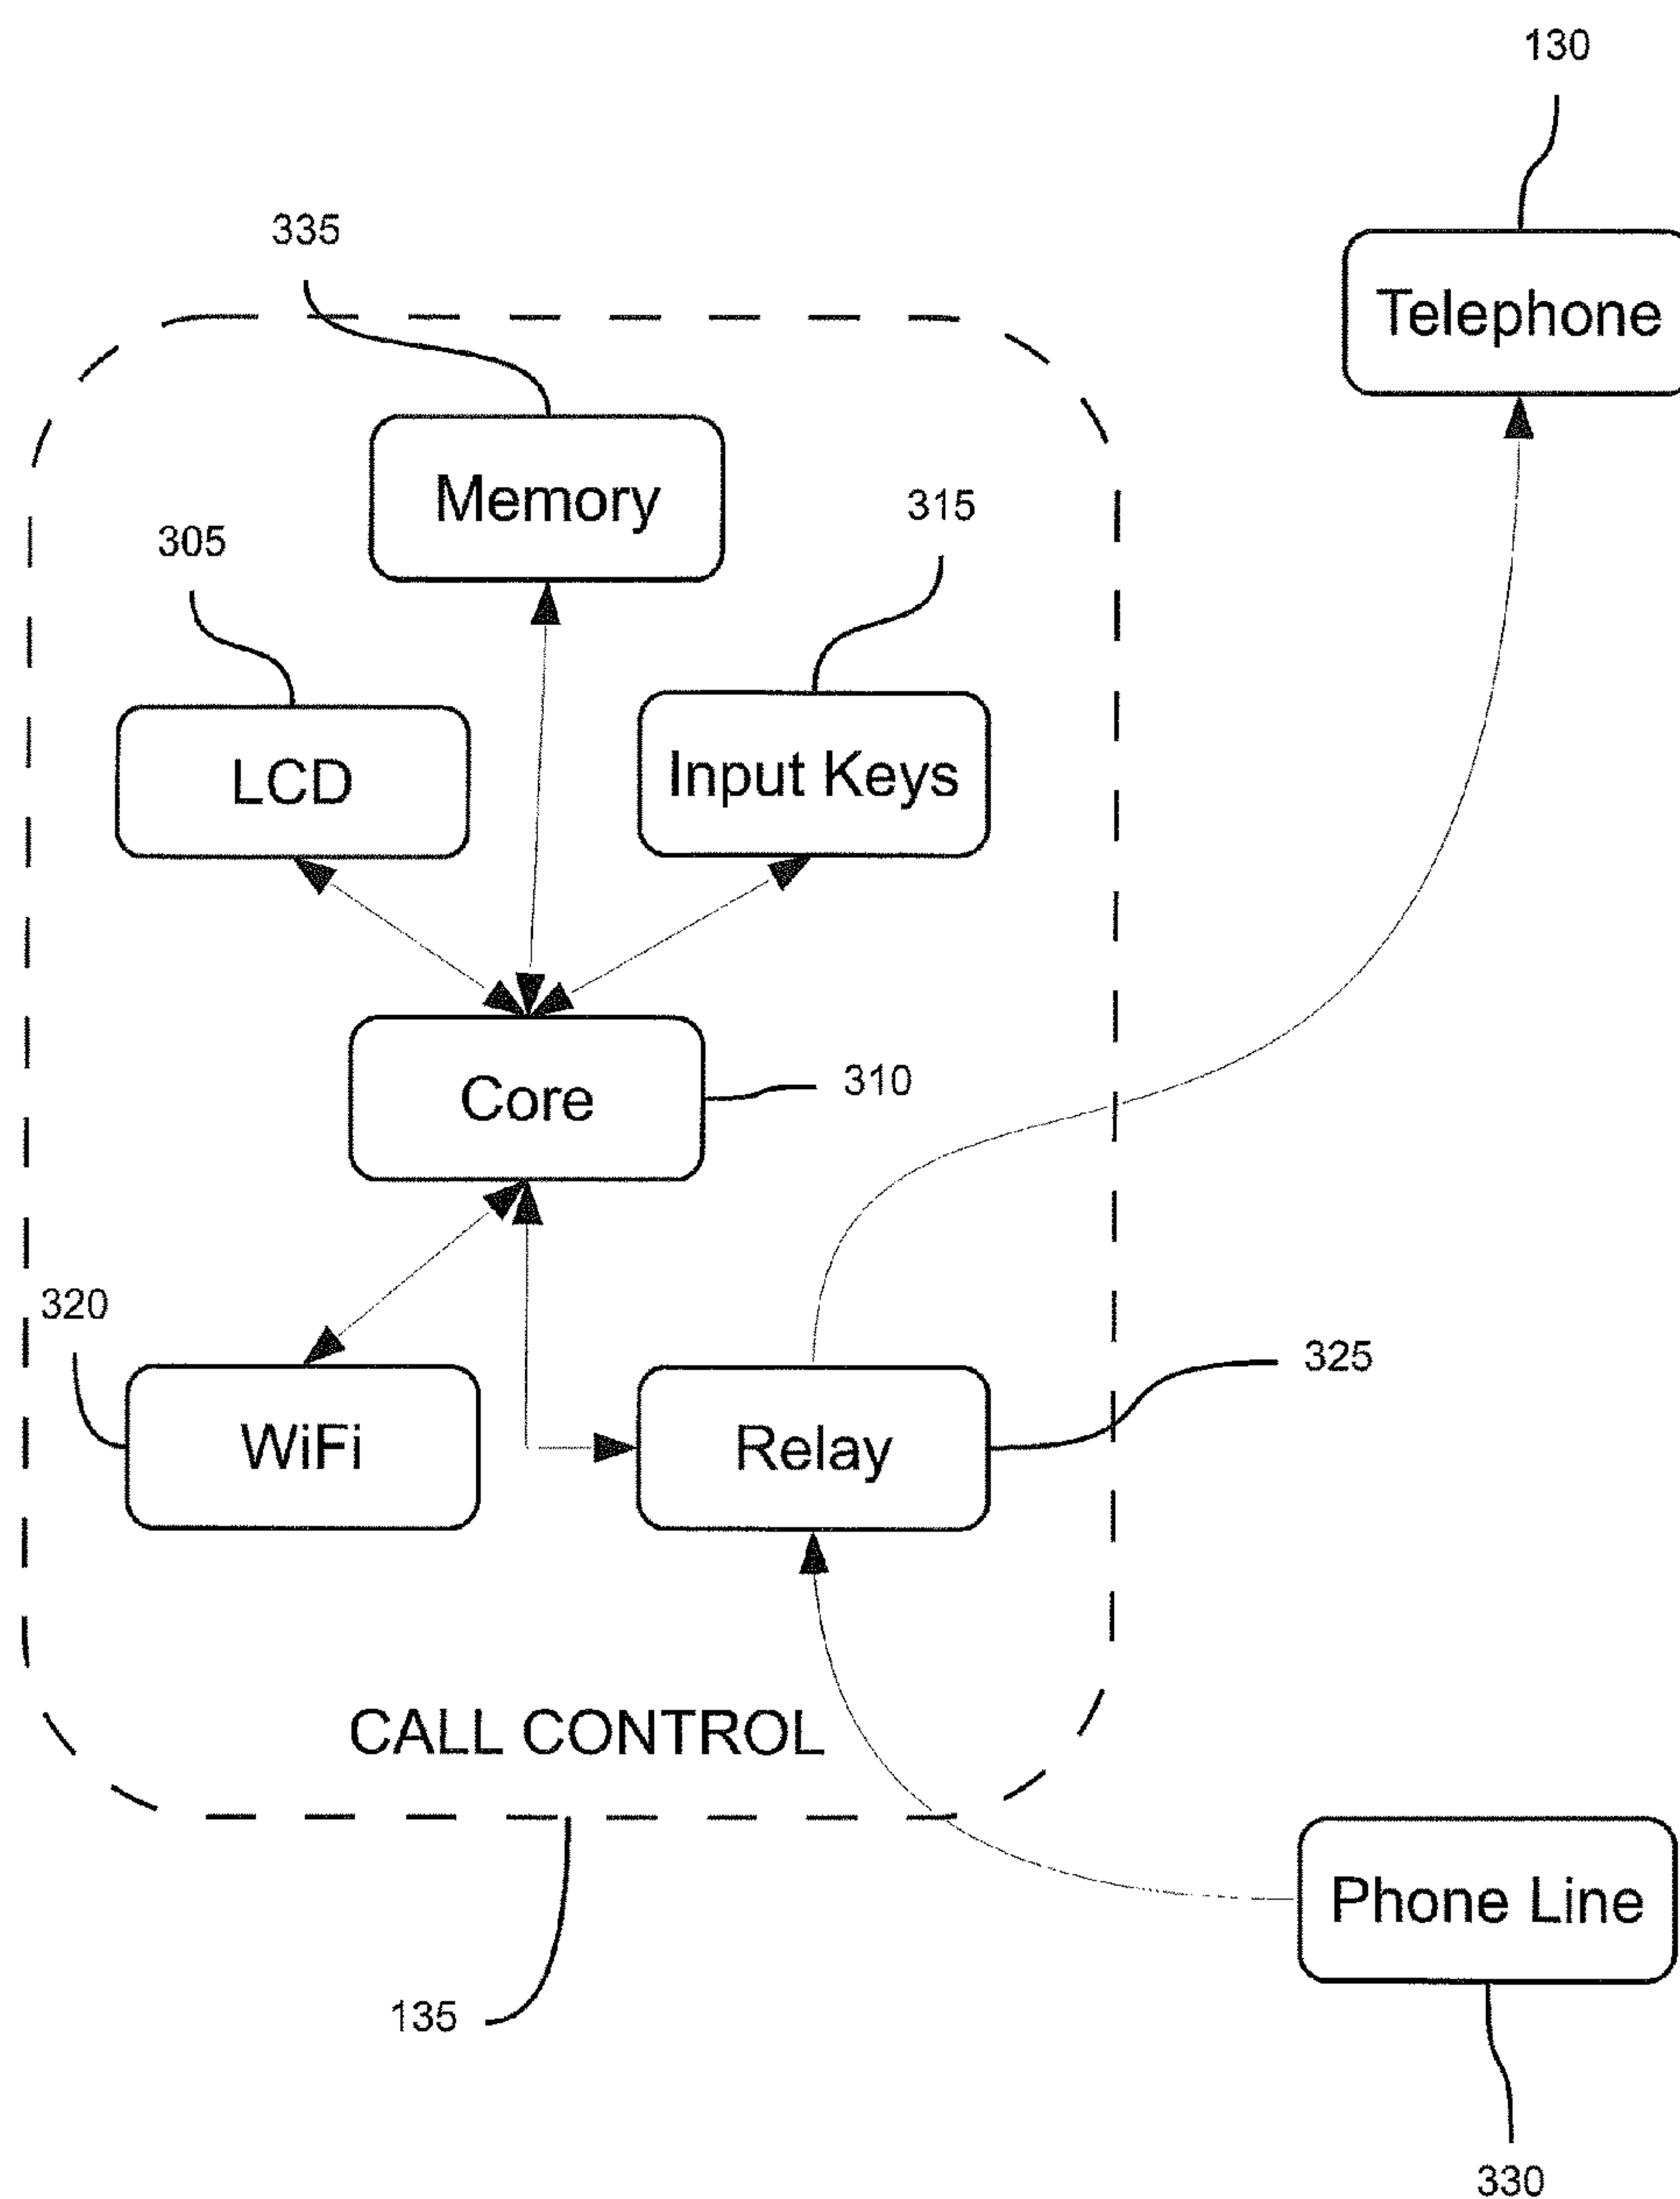 130
Telephone
335
Memory
315
305
Input Keys
LCD
Core
310
320
325
WiFi
Relay
CALL CONTROL
Phone Line
135
330